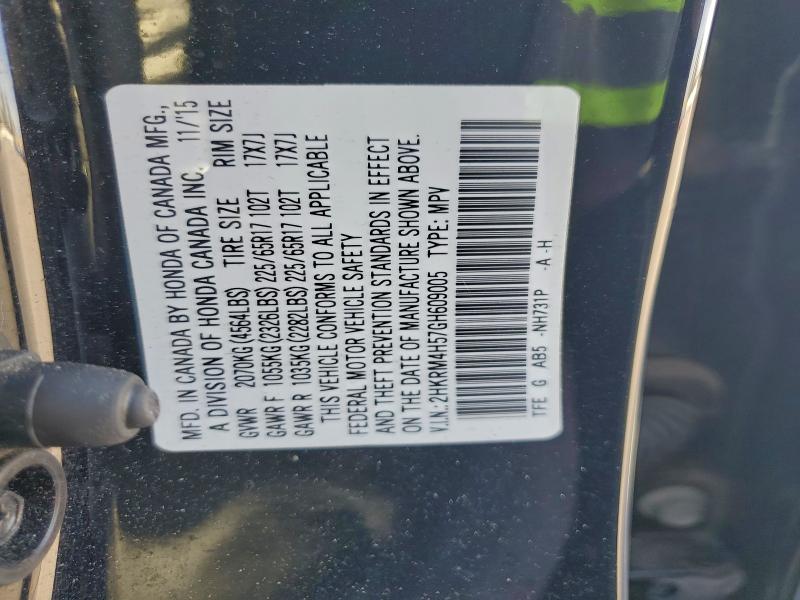 MFD. IN CANADA BY HONDA OF CANADA MFG.,
A DIVISION OF HONDA CANADA INC. 11/'15
GVWR 2070KG (4564LBS) TIRE SIZE RIM SIZE
GAWR F 1055KG (2326LBS) 225/65R17 102T 17X7J
GAWR R 1035KG (2282LBS) 225/65R17 102T 17X7J
THIS VEHICLE CONFORMS TO ALL APPLICABLE
FEDERAL MOTOR VEHICLE SAFETY
AND THEFT PREVENTION STANDARDS IN EFFECT
ON THE DATE OF MANUFACTURE SHOWN ABOVE.
V.I.N.: 2HKRM4H57GH609005 TYPE: MPV
TFE G AB5 -NH731P -A-H